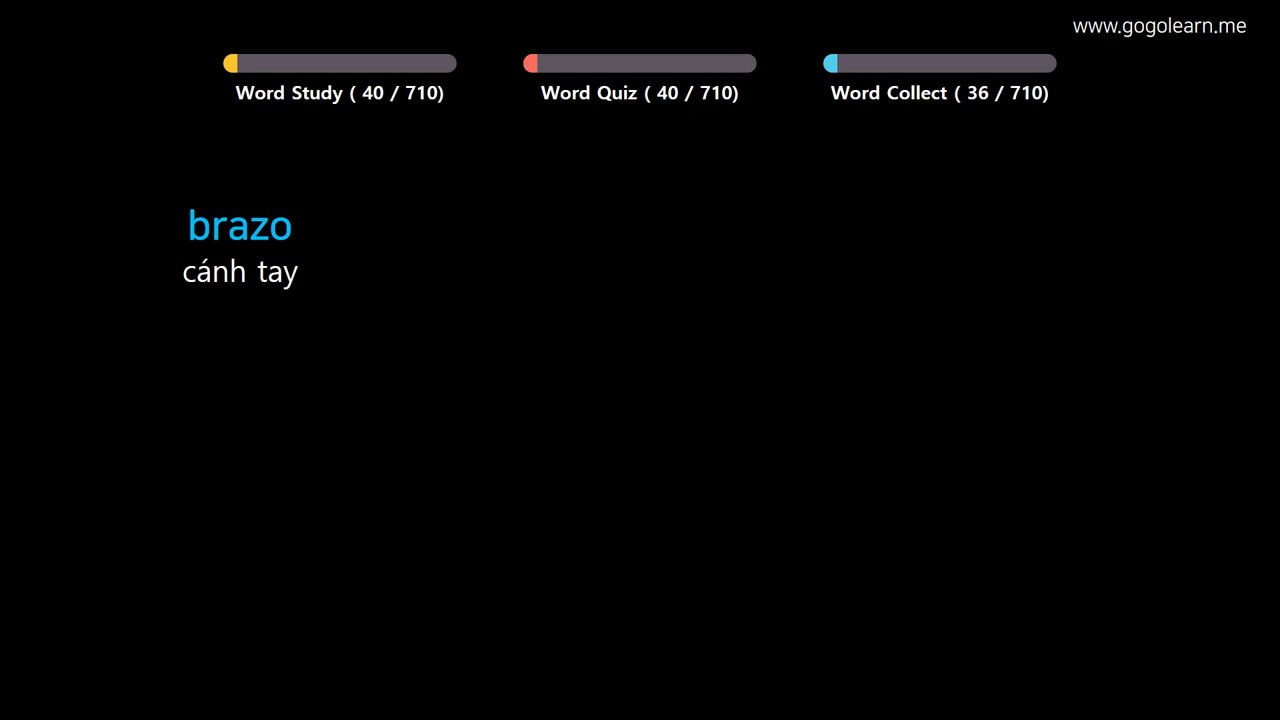 www.gogolearn.me
Word Study ( 40 / 710)
Word Quiz ( 40 / 710)
Word Collect ( 36 / 710)
brazo
cánh tay